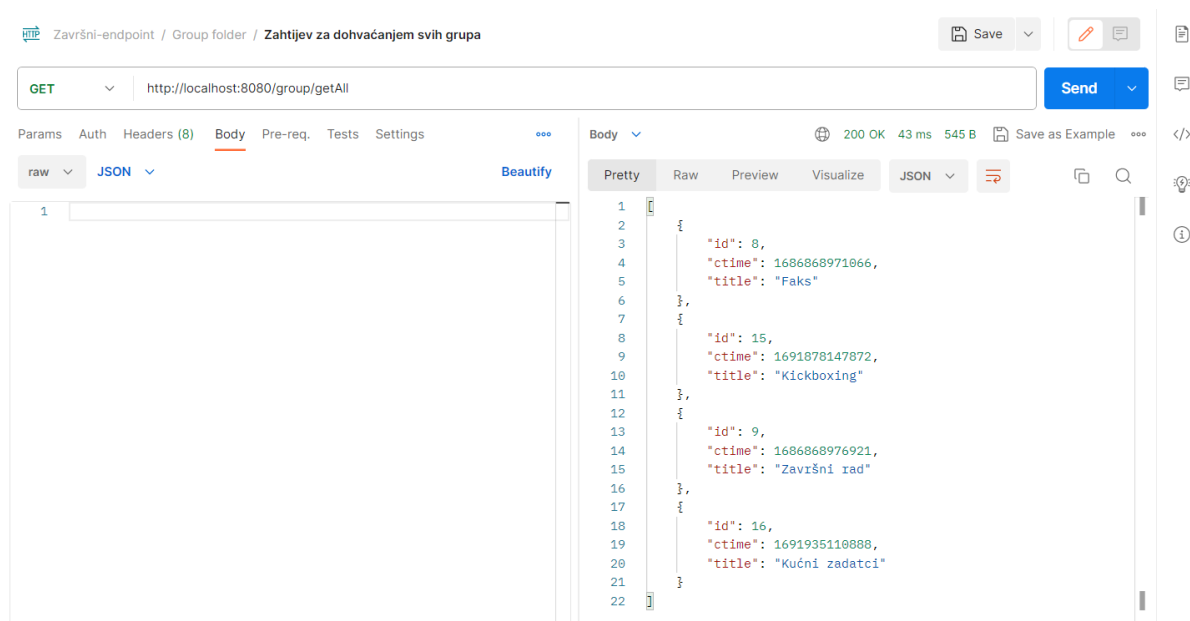 HTTP Završni-endpoint / Group folder / Zahtijev za dohvaćanjem svih grupa Save
GET http://localhost:8080/group/getAll Send
Params Auth Headers (8) Body Pre-req. Tests Settings
raw JSON Beautify
1
Body 200 OK 43 ms 545 B Save as Example
Pretty Raw Preview Visualize JSON
1 [
2 {
3 "id": 8,
4 "ctime": 1686868971066,
5 "title": "Faks"
6 },
7 {
8 "id": 15,
9 "ctime": 1691878147872,
10 "title": "Kickboxing"
11 },
12 {
13 "id": 9,
14 "ctime": 1686868976921,
15 "title": "Završni rad"
16 },
17 {
18 "id": 16,
19 "ctime": 1691935110888,
20 "title": "Kućni zadatci"
21 }
22 ]